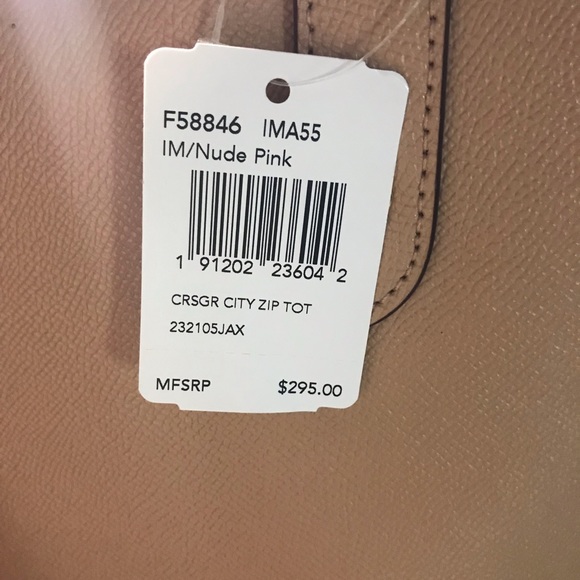 F58846 IMA55
IM/Nude Pink
1 91202 23604 2
CRSGR CITY ZIP TOT
232105JAX
MFSRP $295.00